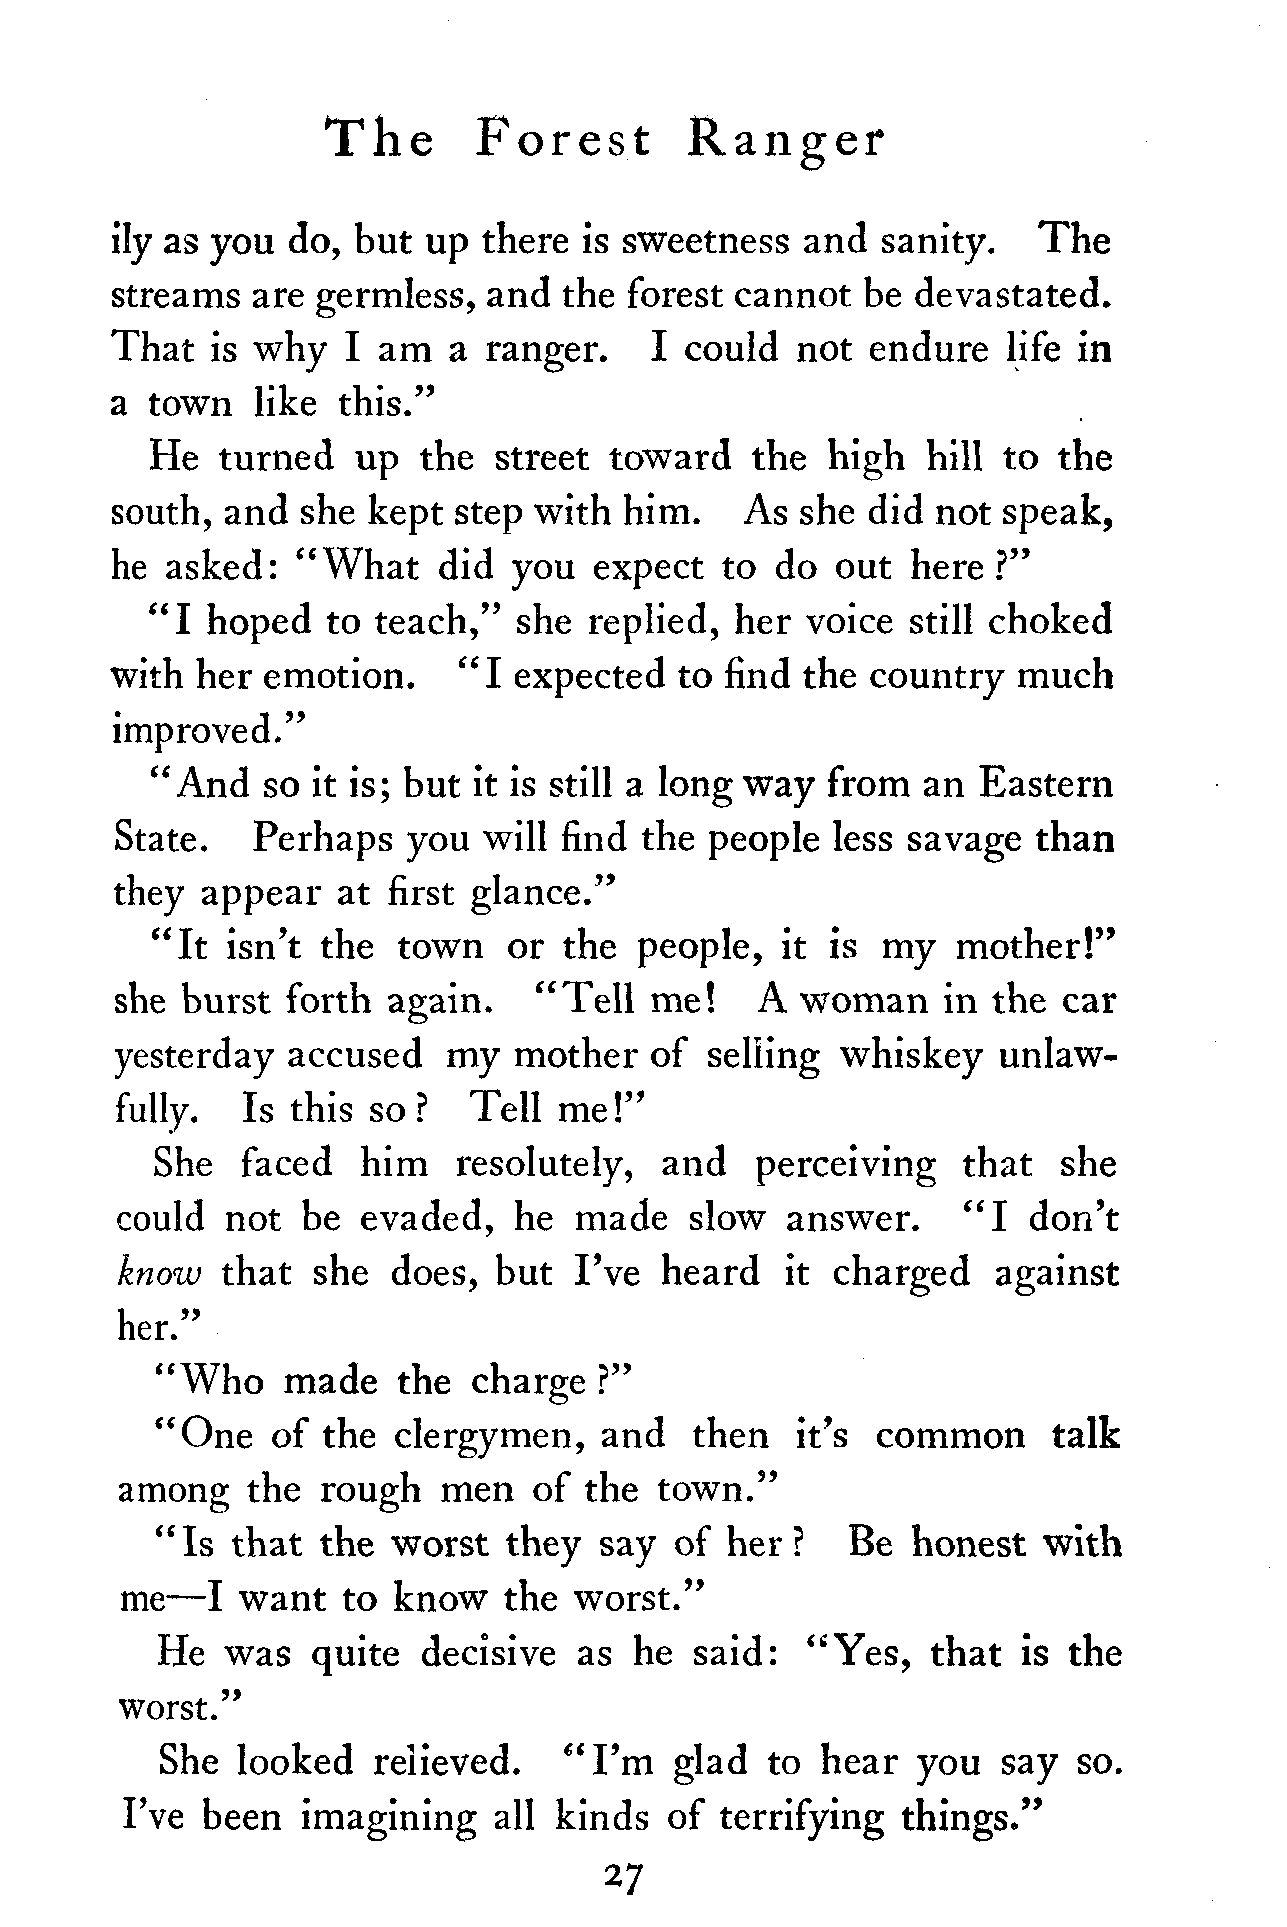 The Forest Ranger
ily as you do, but up there is sweetness and sanity. The
streams are germless, and the forest cannot be devastated.
That is why I am a ranger. I could not endure life in
a town like this.”
He turned up the street toward the high hill to the
south, and she kept step with him. As she did not speak,
he asked: “What did you expect to do out here?”
“I hoped to teach,” she replied, her voice still choked
with her emotion. “I expected to find the country much
improved.”
“And so it is; but it is still a long way from an Eastern
State. Perhaps you will find the people less savage than
they appear at first glance.”
“It isn’t the town or the people, it is my mother!”
she burst forth again. “Tell me! A woman in the car
yesterday accused my mother of selling whiskey unlaw-
fully. Is this so? Tell me!”
She faced him resolutely, and perceiving that she
could not be evaded, he made slow answer. “I don’t
know that she does, but I’ve heard it charged against
her.”
“Who made the charge?”
“One of the clergymen, and then it’s common talk
among the rough men of the town.”
“Is that the worst they say of her? Be honest with
me—I want to know the worst.”
He was quite decisive as he said: “Yes, that is the
worst.”
She looked relieved. “I’m glad to hear you say so.
I’ve been imagining all kinds of terrifying things.”
27